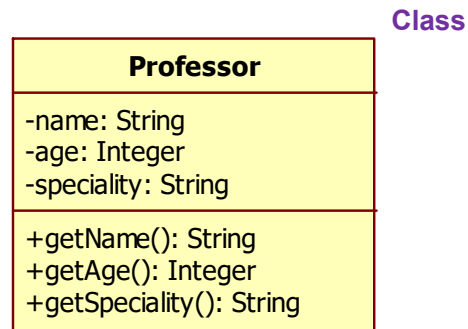 Class
Professor
-name: String
-age: Integer
-speciality: String
+getName(): String
+getAge(): Integer
+getSpeciality(): String